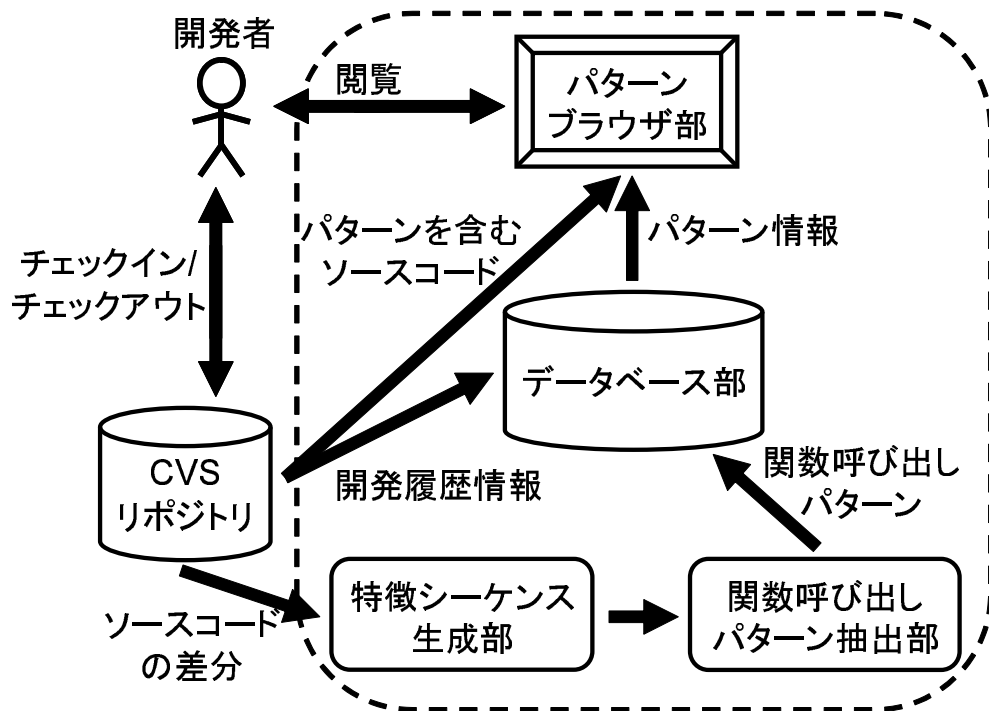 開発者
閲覧
パターン
ブラウザ部
パターンを含む
ソースコード
パターン情報
チェックイン/
チェックアウト
データベース部
CVS
リポジトリ
開発履歴情報
関数呼び出し
パターン
ソースコード
の差分
特徴シーケンス
生成部
関数呼び出し
パターン抽出部